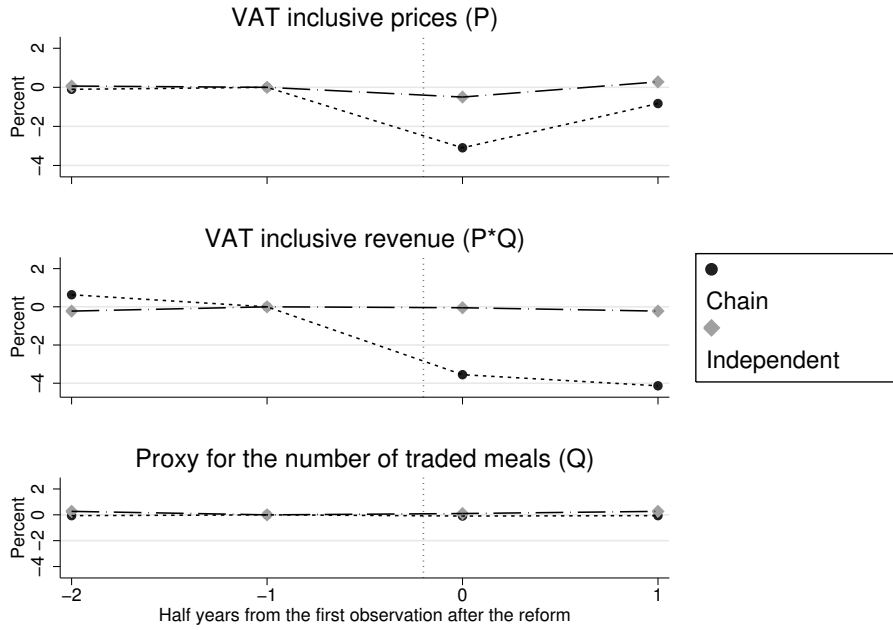 VAT inclusive prices (P)
Percent
2
0
−2
−4
VAT inclusive revenue (P*Q)
Percent
2
0
−2
−4
Chain
Independent
Proxy for the number of traded meals (Q)
Percent
2
0
−2
−4
−2
−1
0
1
Half years from the first observation after the reform